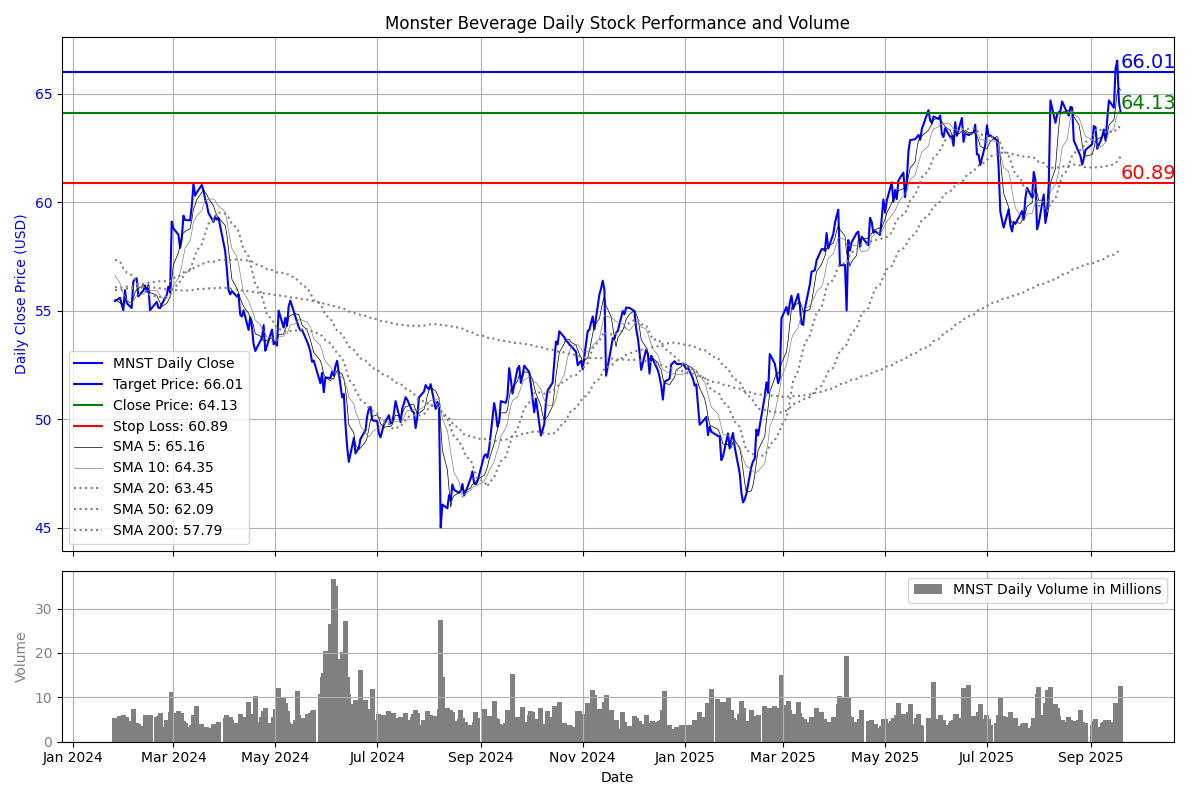 Monster Beverage Daily Stock Performance and Volume
Daily Close Price (USD)
65
60
55
50
45
66.01
64.13
60.89
MNST Daily Close
Target Price: 66.01
Close Price: 64.13
Stop Loss: 60.89
SMA 5: 65.16
SMA 10: 64.35
SMA 20: 63.45
SMA 50: 62.09
SMA 200: 57.79
Volume
30
20
10
0
MNST Daily Volume in Millions
Jan 2024 Mar 2024 May 2024 Jul 2024 Sep 2024 Nov 2024 Jan 2025 Mar 2025 May 2025 Jul 2025 Sep 2025
Date